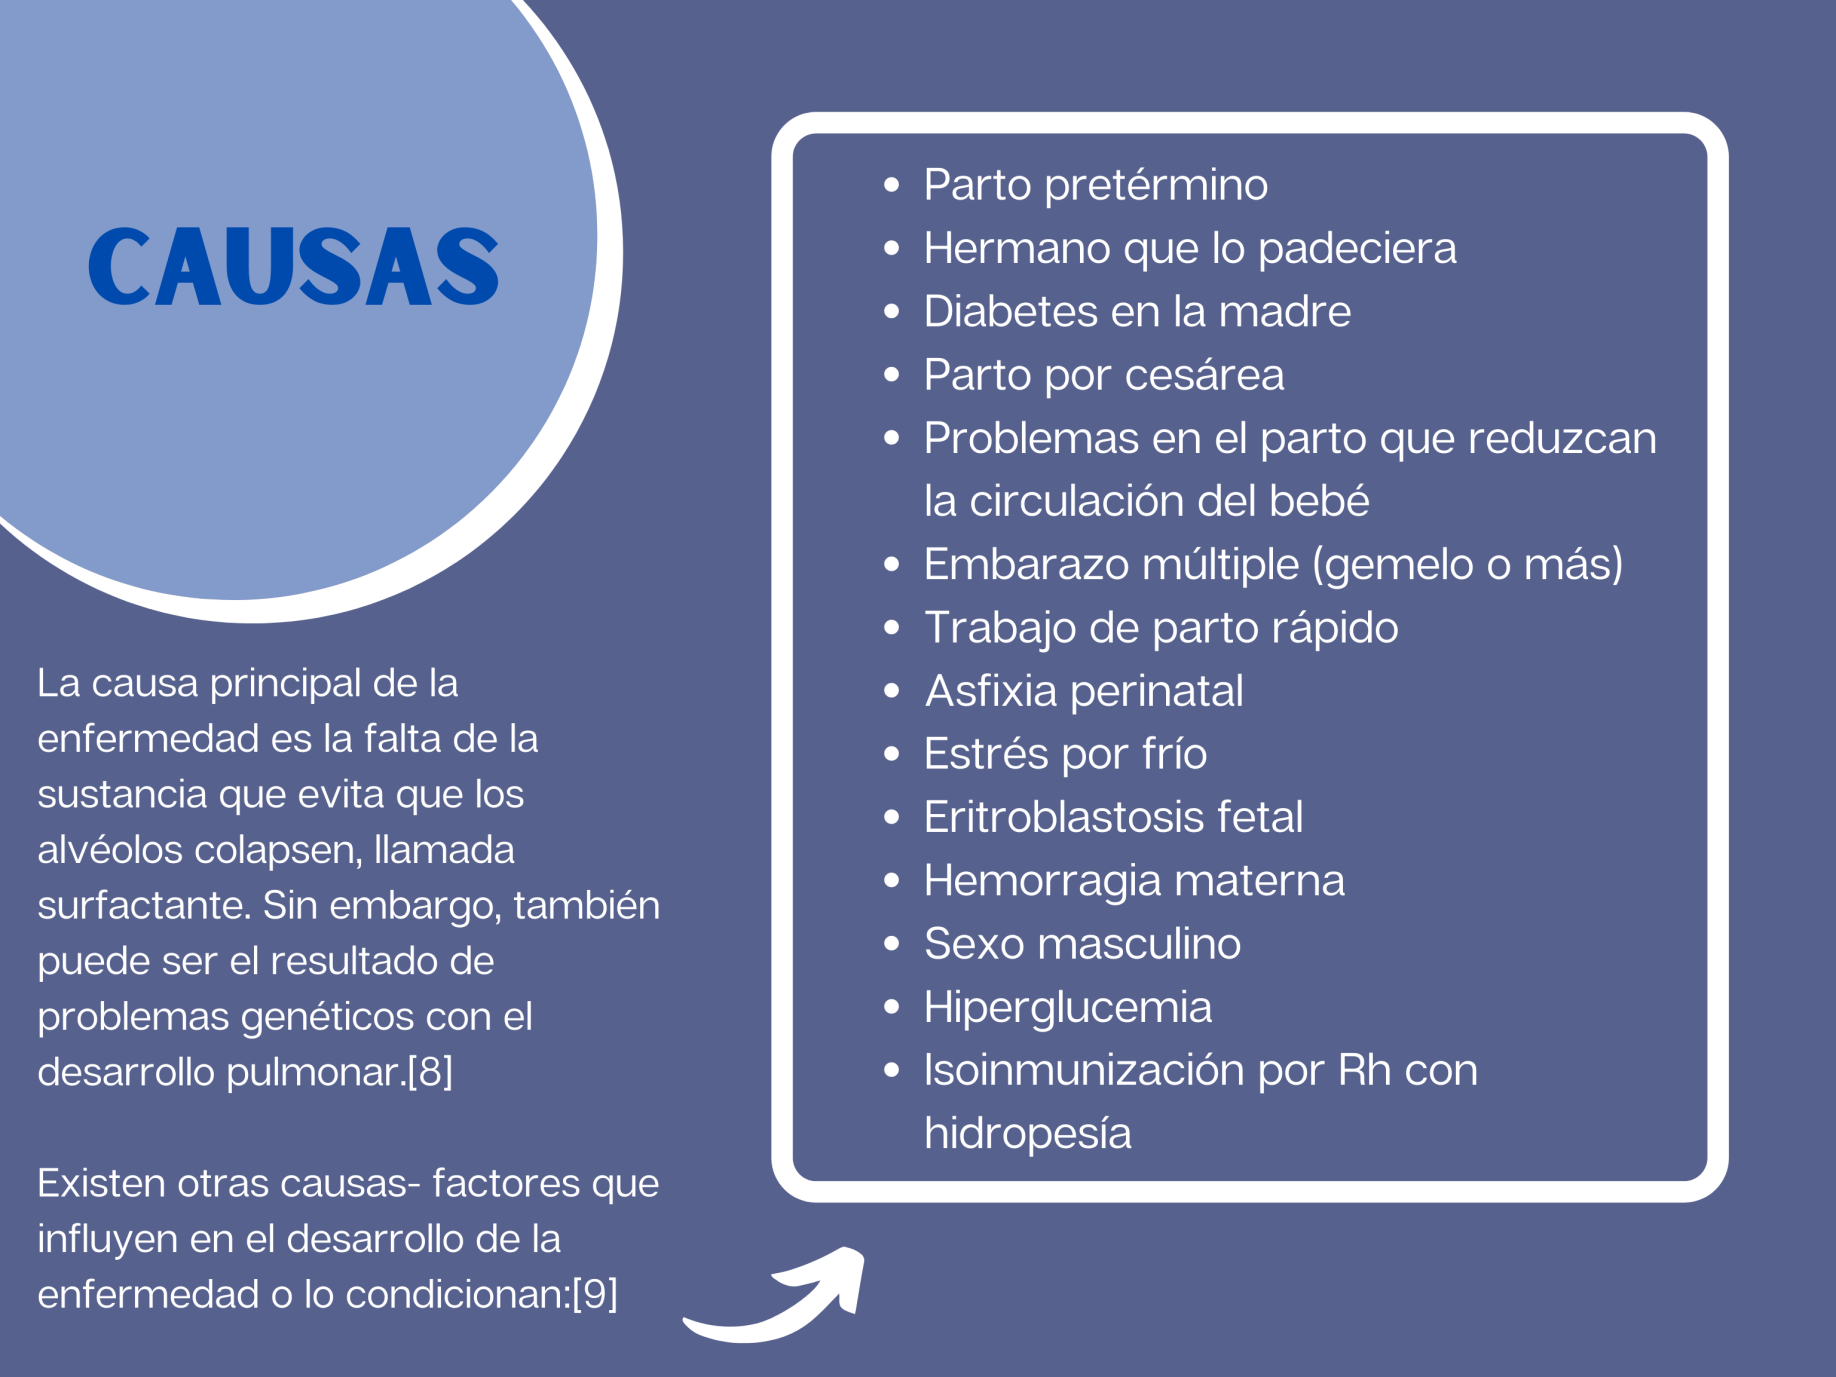 CAUSAS
La causa principal de la
enfermedad es la falta de la
sustancia que evita que los
alvéolos colapsen, llamada
surfactante. Sin embargo, también
puede ser el resultado de
problemas genéticos con el
desarrollo pulmonar.[8]
Existen otras causas- factores que
influyen en el desarrollo de la
enfermedad o lo condicionan:[9]
• Parto pretérmino
• Hermano que lo padeciera
• Diabetes en la madre
• Parto por cesárea
• Problemas en el parto que reduzcan
la circulación del bebé
• Embarazo múltiple (gemelo o más)
• Trabajo de parto rápido
• Asfixia perinatal
• Estrés por frío
• Eritroblastosis fetal
• Hemorragia materna
• Sexo masculino
• Hiperglucemia
• Isoinmunización por Rh con
hidropesía